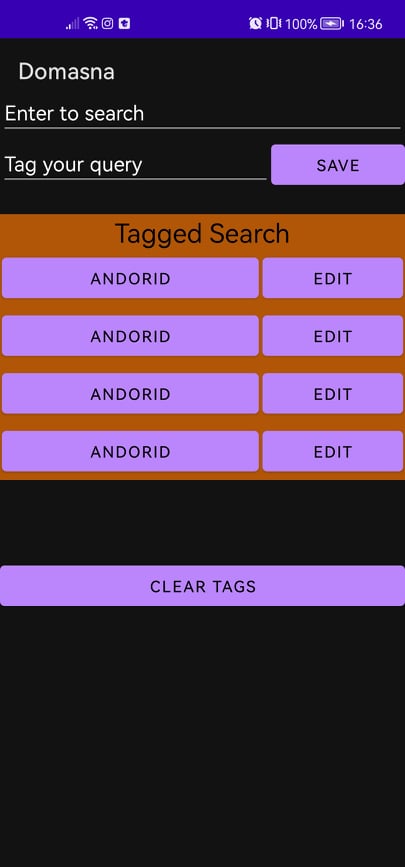 100% 16:36
Domasna
Enter to search
Tag your query SAVE
Tagged Search
ANDORID EDIT
ANDORID EDIT
ANDORID EDIT
ANDORID EDIT
CLEAR TAGS